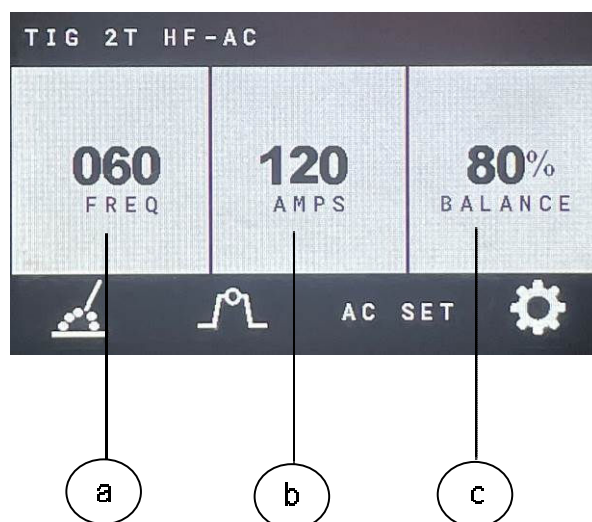 TIG 2T HF-AC
060 120 80%
FREQ AMPS BALANCE
AC SET
a b c